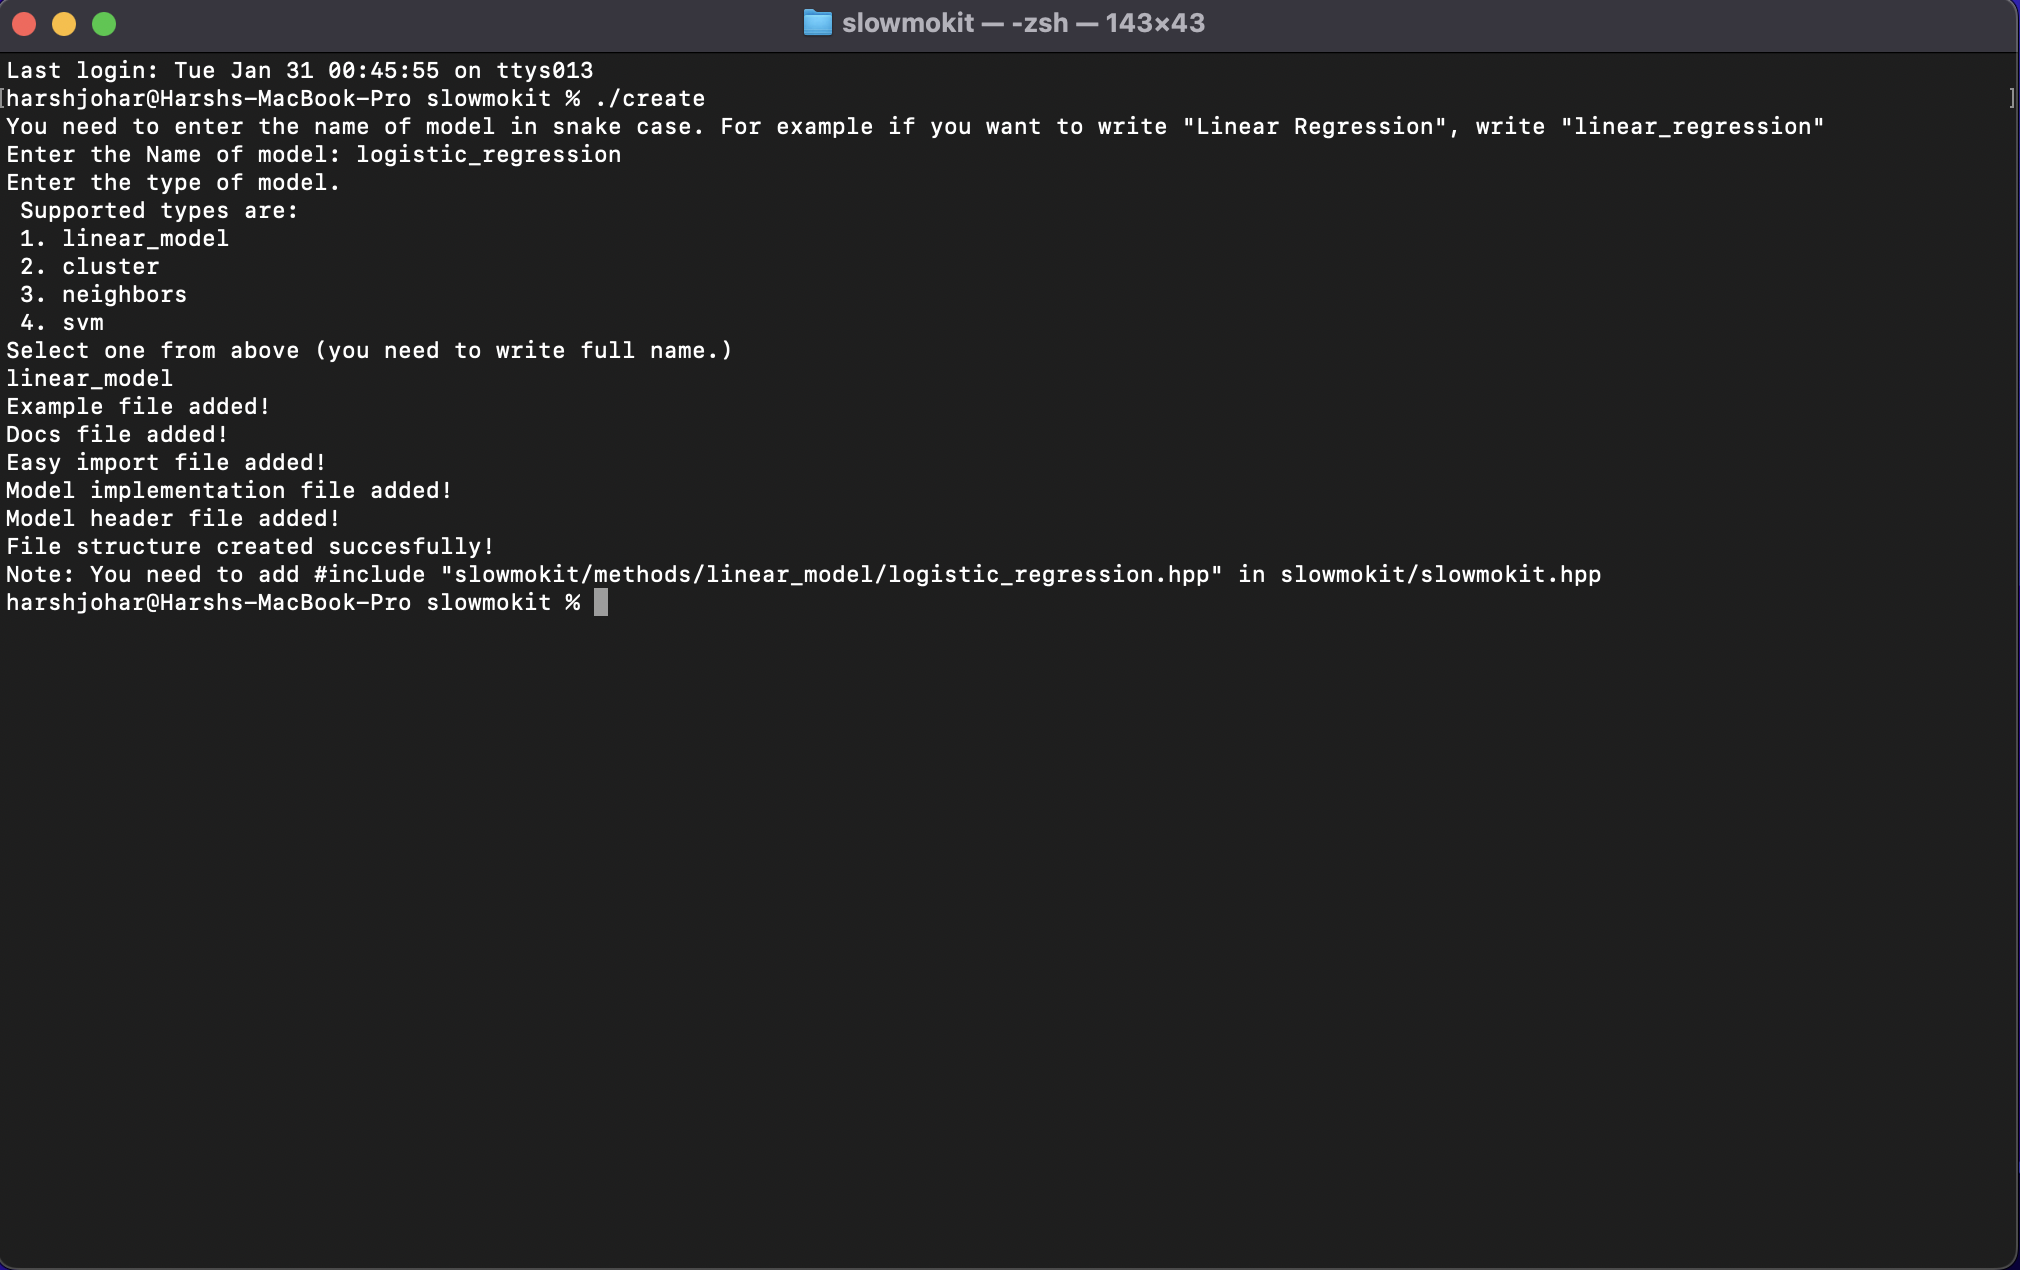 slowmokit — -zsh — 143×43
Last login: Tue Jan 31 00:45:55 on ttys013
[harshjohar@Harshs-MacBook-Pro slowmokit % ./create ]
You need to enter the name of model in snake case. For example if you want to write "Linear Regression", write "linear_regression"
Enter the Name of model: logistic_regression
Enter the type of model.
 Supported types are:
 1. linear_model
 2. cluster
 3. neighbors
 4. svm
Select one from above (you need to write full name.)
linear_model
Example file added!
Docs file added!
Easy import file added!
Model implementation file added!
Model header file added!
File structure created succesfully!
Note: You need to add #include "slowmokit/methods/linear_model/logistic_regression.hpp" in slowmokit/slowmokit.hpp
harshjohar@Harshs-MacBook-Pro slowmokit %